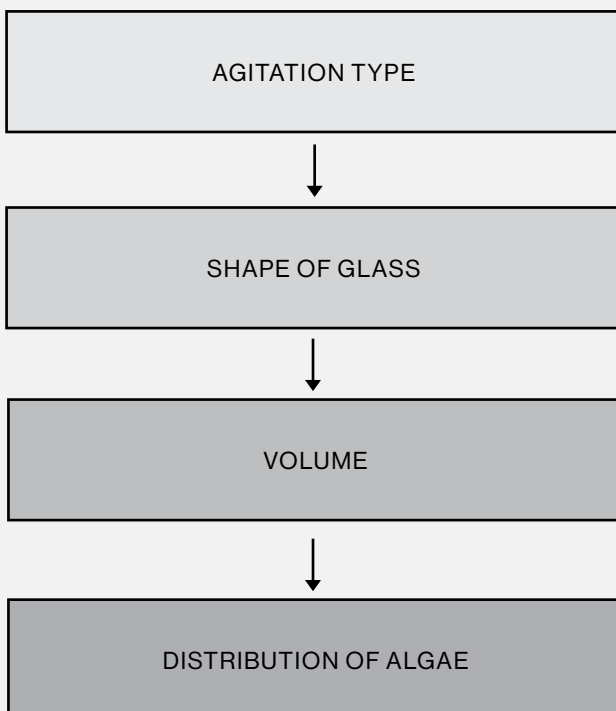 AGITATION TYPE
SHAPE OF GLASS
VOLUME
DISTRIBUTION OF ALGAE